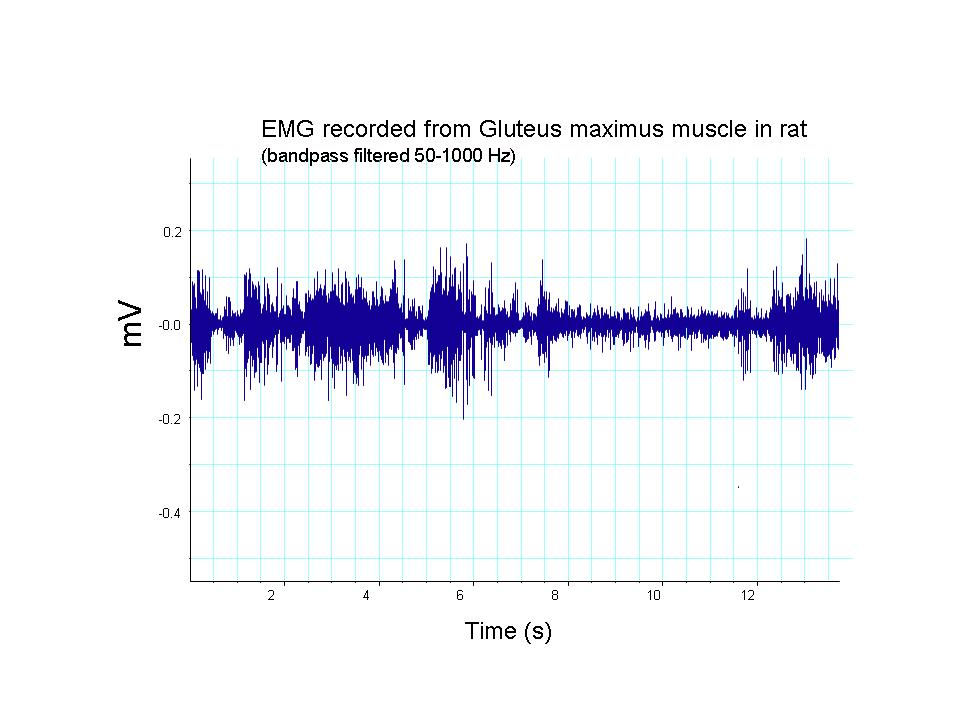 EMG recorded from Gluteus maximus muscle in rat
(bandpass filtered 50-1000 Hz)
0.2
-0.0
-0.2
-0.4
mV
2 4 6 8 10 12
Time (s)